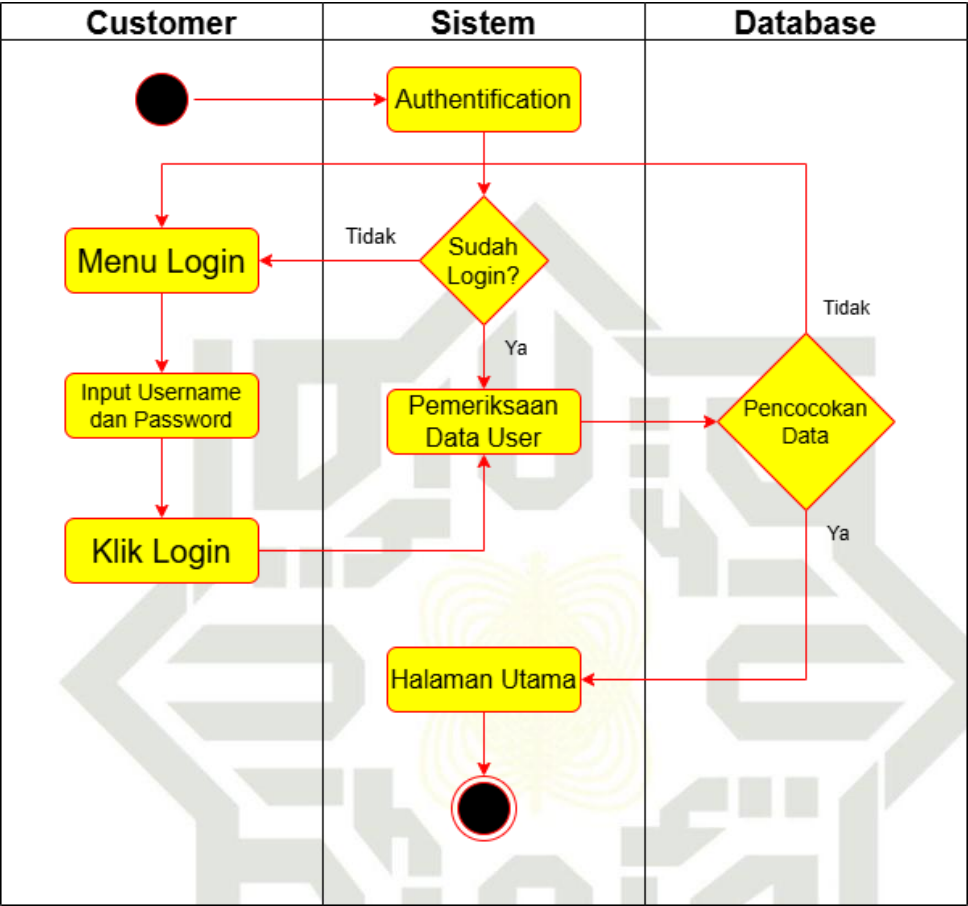 Customer
Sistem
Database
Authentification
Sudah
Login?
Tidak
Menu Login
Ya
Tidak
Input Username
dan Password
Pemeriksaan
Data User
Pencocokan
Data
Klik Login
Ya
Halaman Utama